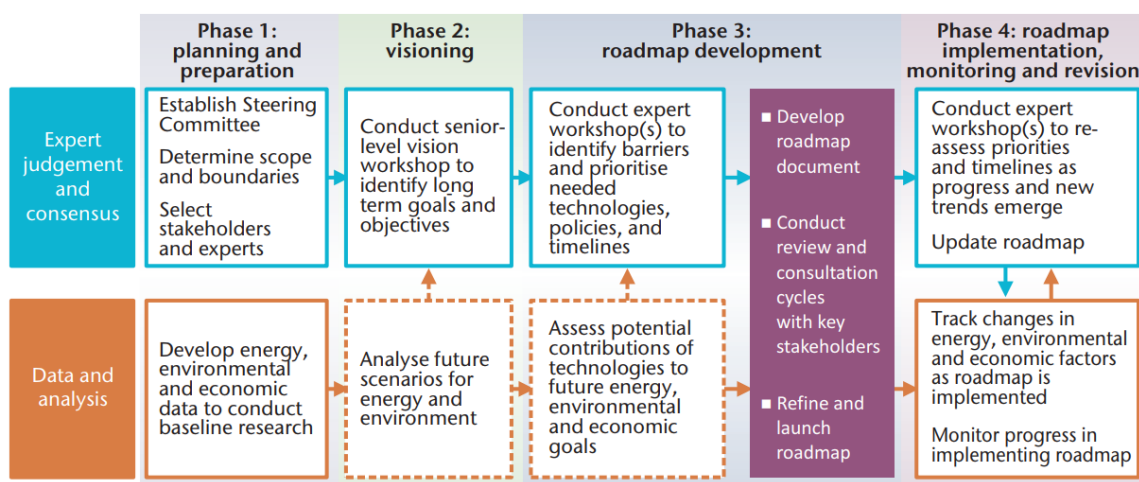 Phase 1:
planning and
preparation
Phase 2:
visioning
Phase 3:
roadmap development
Phase 4: roadmap
implementation,
monitoring and revision
Expert
judgement and
consensus
Establish Steering
Committee
Determine scope
and boundaries
Select
stakeholders
and experts
Conduct senior-
level vision
workshop to
identify long
term goals and
objectives
Conduct expert
workshop(s) to
identify barriers
and prioritise
needed
technologies,
policies, and
timelines
■ Develop
roadmap
document
■ Conduct
review and
consultation
cycles
with key
stakeholders
■ Refine and
launch
roadmap
Conduct expert
workshop(s) to re-
assess priorities
and timelines as
progress and new
trends emerge
Update roadmap
Data and
analysis
Develop energy,
environmental
and economic
data to conduct
baseline research
Analyse future
scenarios for
energy and
environment
Assess potential
contributions of
technologies to
future energy,
environmental
and economic
goals
Track changes in
energy, environmental
and economic factors
as roadmap is
implemented
Monitor progress in
implementing roadmap